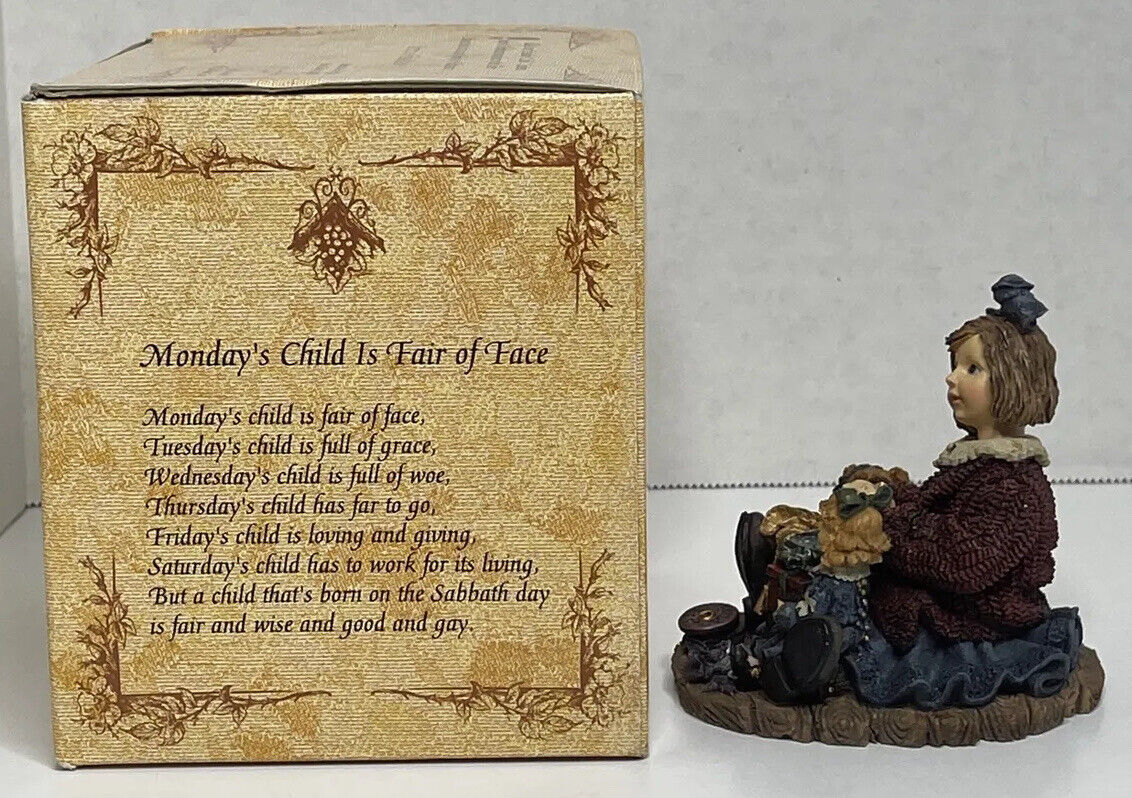 Monday's Child Is Fair of Face
Monday's child is fair of face,
Tuesday's child is full of grace,
Wednesday's child is full of woe,
Thursday's child has far to go,
Friday's child is loving and giving,
Saturday's child has to work for its living,
But a child that's born on the Sabbath day
is fair and wise and good and gay.